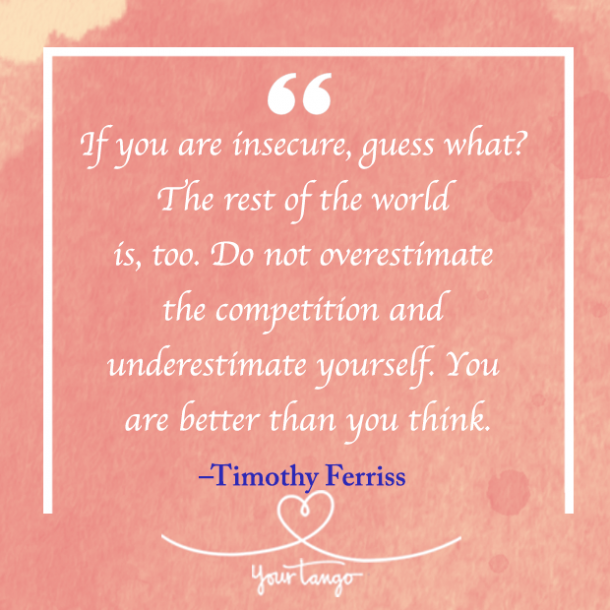 “
If you are insecure, guess what?
The rest of the world
is, too. Do not overestimate
the competition and
underestimate yourself. You
are better than you think.
–Timothy Ferriss
Yourtango